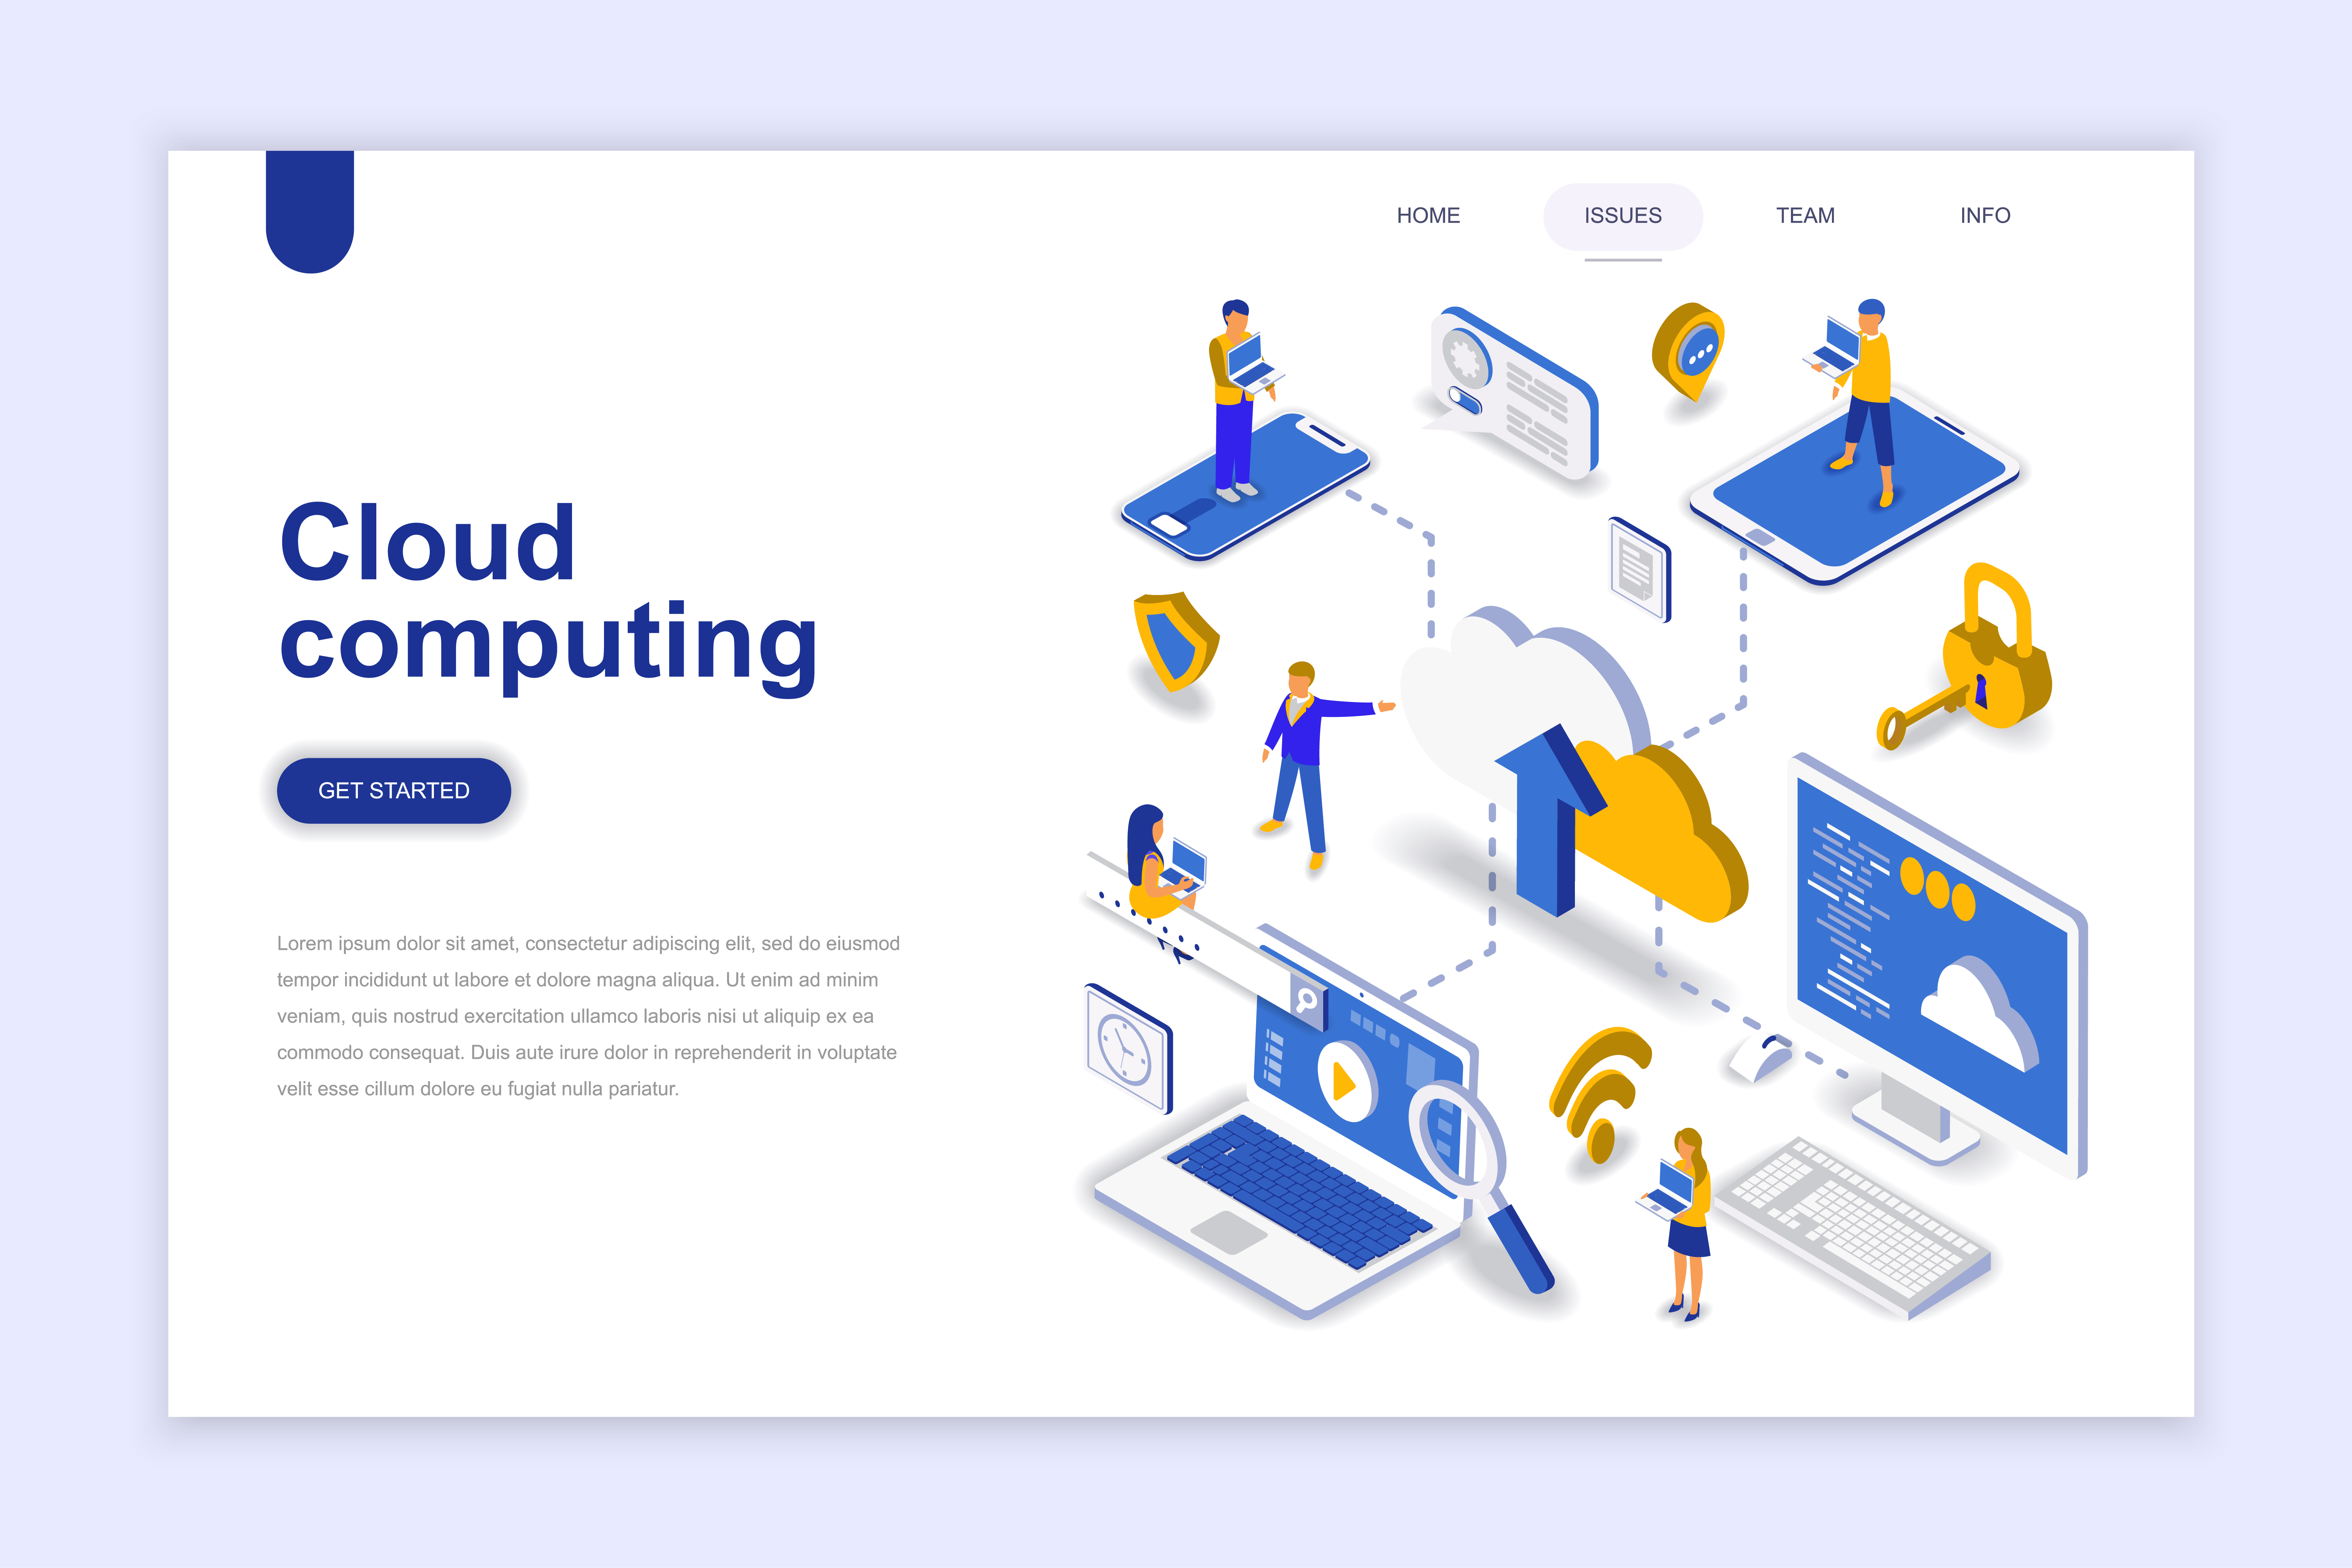 HOME ISSUES TEAM INFO
Cloud
computing
GET STARTED
Lorem ipsum dolor sit amet, consectetur adipiscing elit, sed do eiusmod
tempor incididunt ut labore et dolore magna aliqua. Ut enim ad minim
veniam, quis nostrud exercitation ullamco laboris nisi ut aliquip ex ea
commodo consequat. Duis aute irure dolor in reprehenderit in voluptate
velit esse cillum dolore eu fugiat nulla pariatur.